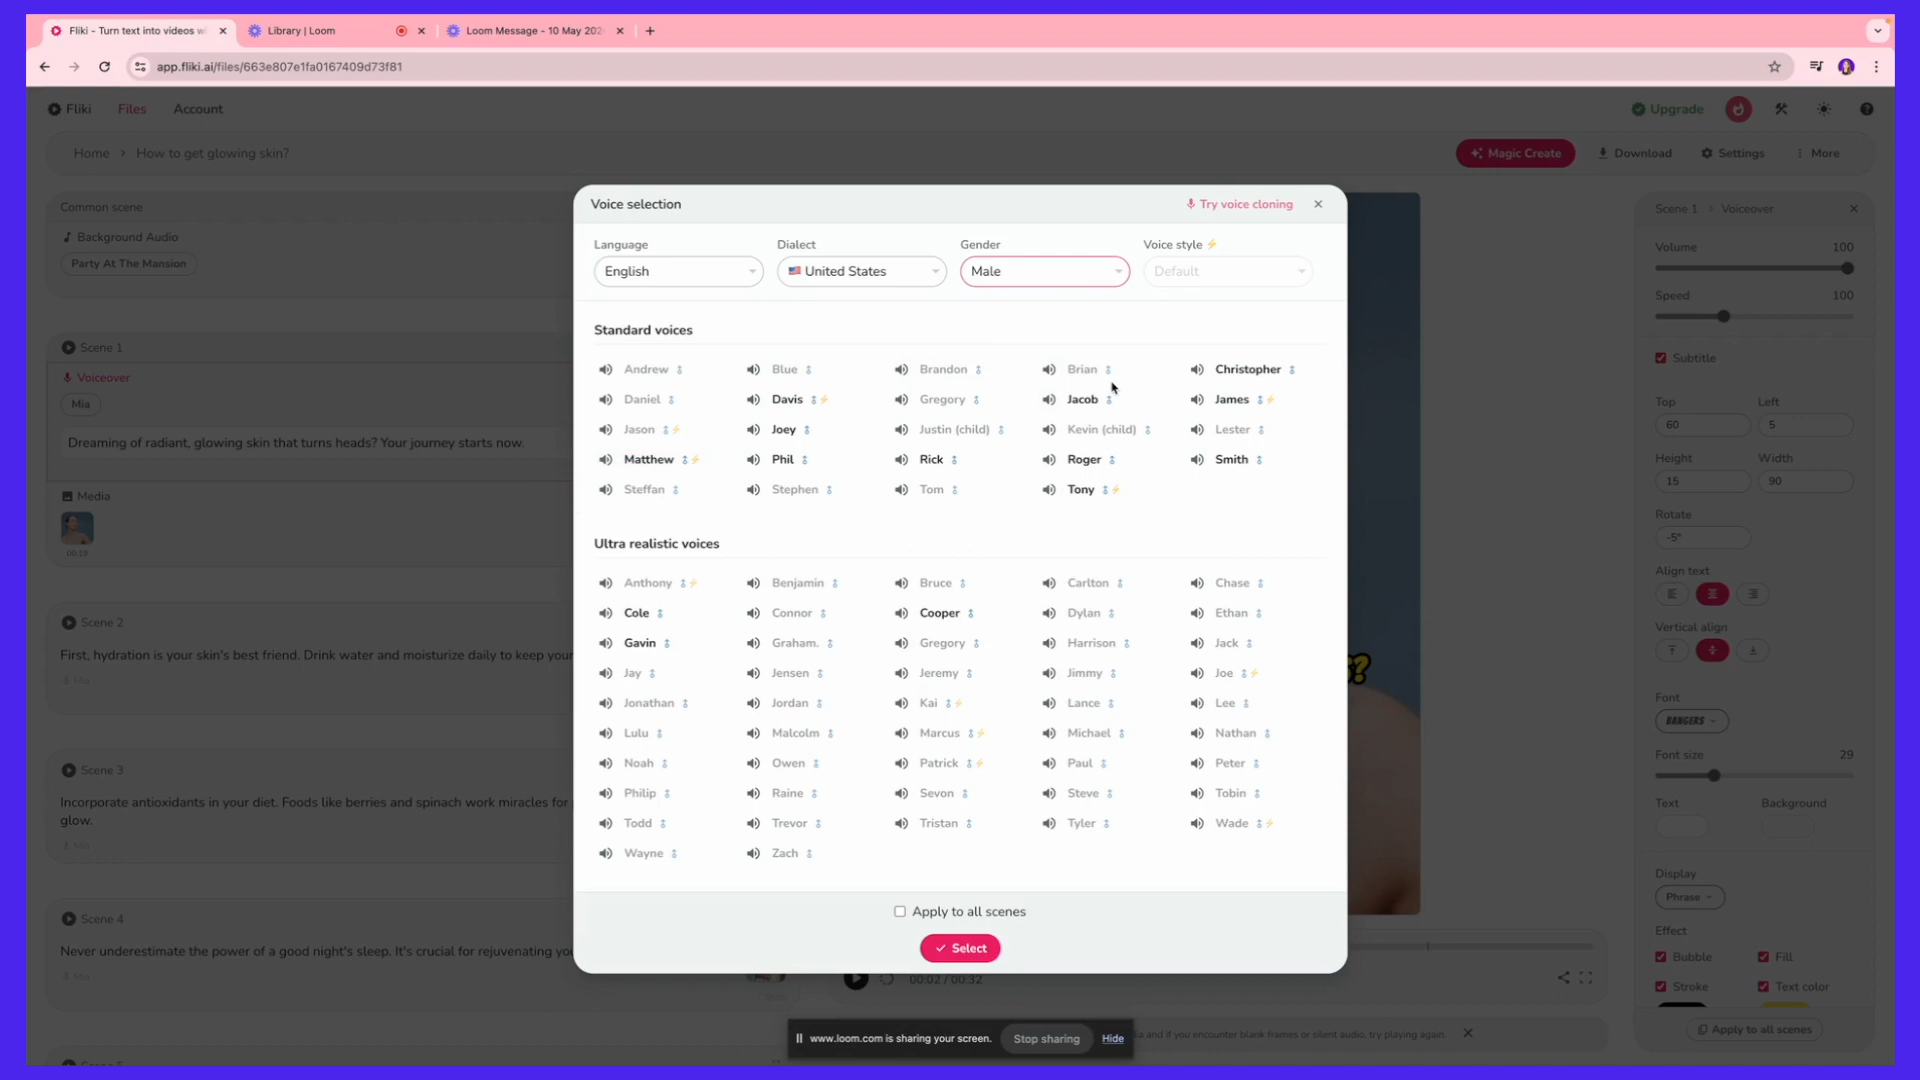 Fliki - Turn text into videos wi
Library | Loom
Loom Message - 10 May 202
app.fliki.ai/files/663e807e1fa0167409d73f81
Fliki Files Account Upgrade
Home > How to get glowing skin? Magic Create Download Settings More
Common scene
Background Audio
Party At The Mansion
Scene 1
Voiceover
Mia
Dreaming of radiant, glowing skin that turns heads? Your journey starts now.
Media
00:19
Scene 2
First, hydration is your skin's best friend. Drink water and moisturize daily to keep your
Mia
Scene 3
Incorporate antioxidants in your diet. Foods like berries and spinach work miracles for
glow.
Mia
Scene 4
Never underestimate the power of a good night's sleep. It's crucial for rejuvenating you
Mia
Voice selection Try voice cloning
Language Dialect Gender Voice style
English United States Male Default
Standard voices
Andrew Blue Brandon Brian Christopher
Daniel Davis Gregory Jacob James
Jason Joey Justin (child) Kevin (child) Lester
Matthew Phil Rick Roger Smith
Steffan Stephen Tom Tony
Ultra realistic voices
Anthony Benjamin Bruce Carlton Chase
Cole Connor Cooper Dylan Ethan
Gavin Graham. Gregory Harrison Jack
Jay Jensen Jeremy Jimmy Joe
Jonathan Jordan Kai Lance Lee
Lulu Malcolm Marcus Michael Nathan
Noah Owen Patrick Paul Peter
Philip Raine Sevon Steve Tobin
Todd Trevor Tristan Tyler Wade
Wayne Zach
Apply to all scenes
Select
00:02 / 00:32
and if you encounter blank frames or silent audio, try playing again.
www.loom.com is sharing your screen. Stop sharing Hide
Scene 1 > Voiceover
Volume 100
Speed 100
Subtitle
Top Left
60 5
Height Width
15 90
Rotate
-5°
Align text
Vertical align
Font
BANGERS
Font size 29
Text Background
Display
Phrase
Effect
Bubble Fill
Stroke Text color
Apply to all scenes